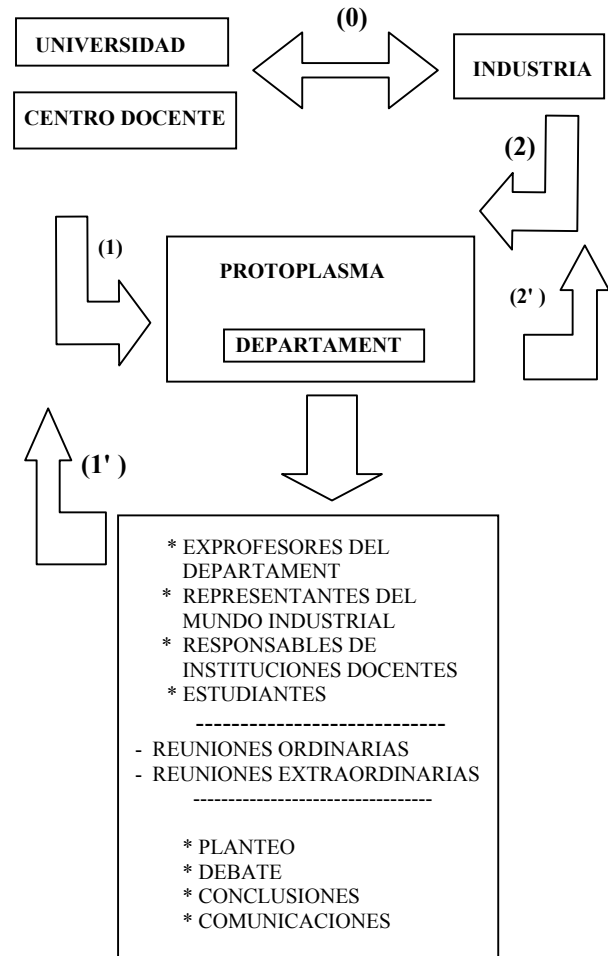 (0)
UNIVERSIDAD
INDUSTRIA
CENTRO DOCENTE
(2)
(1)
PROTOPLASMA
(2' )
DEPARTAMENT
(1' )
* EXPROFESORES DEL
DEPARTAMENT
* REPRESENTANTES DEL
MUNDO INDUSTRIAL
* RESPONSABLES DE
INSTITUCIONES DOCENTES
* ESTUDIANTES
----------------------------
- REUNIONES ORDINARIAS
- REUNIONES EXTRAORDINARIAS
----------------------------------
* PLANTEO
* DEBATE
* CONCLUSIONES
* COMUNICACIONES